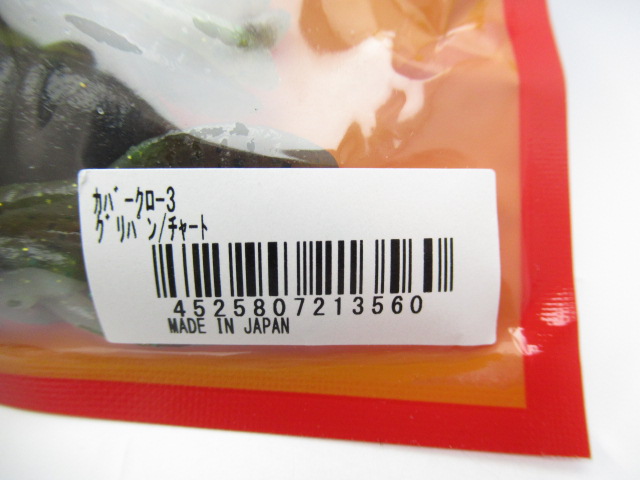 ｶﾊﾞｰｸﾛｰ3
ｸﾞﾘﾊﾟﾝ/ﾁｬｰﾄ
4525807213560
MADE IN JAPAN